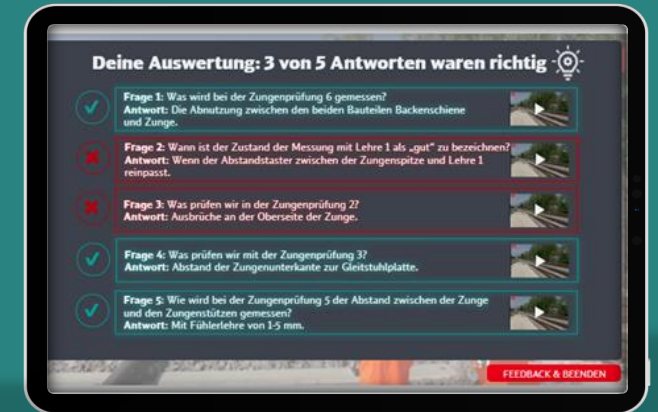 Deine Auswertung: 3 von 5 Antworten waren richtig
Frage 1: Was wird bei der Zungenprüfung 6 gemessen?
Antwort: Die Abnutzung zwischen den beiden Bauteilen Backenschiene
und Zunge.
Frage 2: Wann ist der Zustand der Messung mit Lehre 1 als „gut“ zu bezeichnen?
Antwort: Wenn der Abstandstaster zwischen der Zungenspitze und Lehre 1
reinpasst.
Frage 3: Was prüfen wir in der Zungenprüfung 2?
Antwort: Ausbrüche an der Oberseite der Zunge.
Frage 4: Was prüfen wir mit der Zungenprüfung 3?
Antwort: Abstand der Zungenunterkante zur Gleitstuhlplatte.
Frage 5: Wie wird bei der Zungenprüfung 5 der Abstand zwischen der Zunge
und den Zungenstützen gemessen?
Antwort: Mit Fühlerlehre von 1-5 mm.
FEEDBACK & BEENDEN